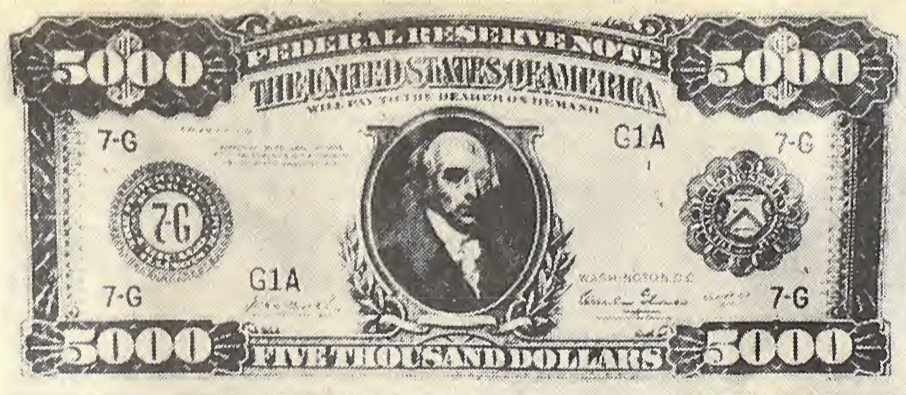 FEDERAL RESERVE NOTE
5000 5000
THE UNITED STATES OF AMERICA
WILL PAY TO THE BEARER ON DEMAND
7-G G1A 7-G
7-G
G1A
WASHINGTON, D.C.
7-G 7-G
5000 FIVE THOUSAND DOLLARS 5000